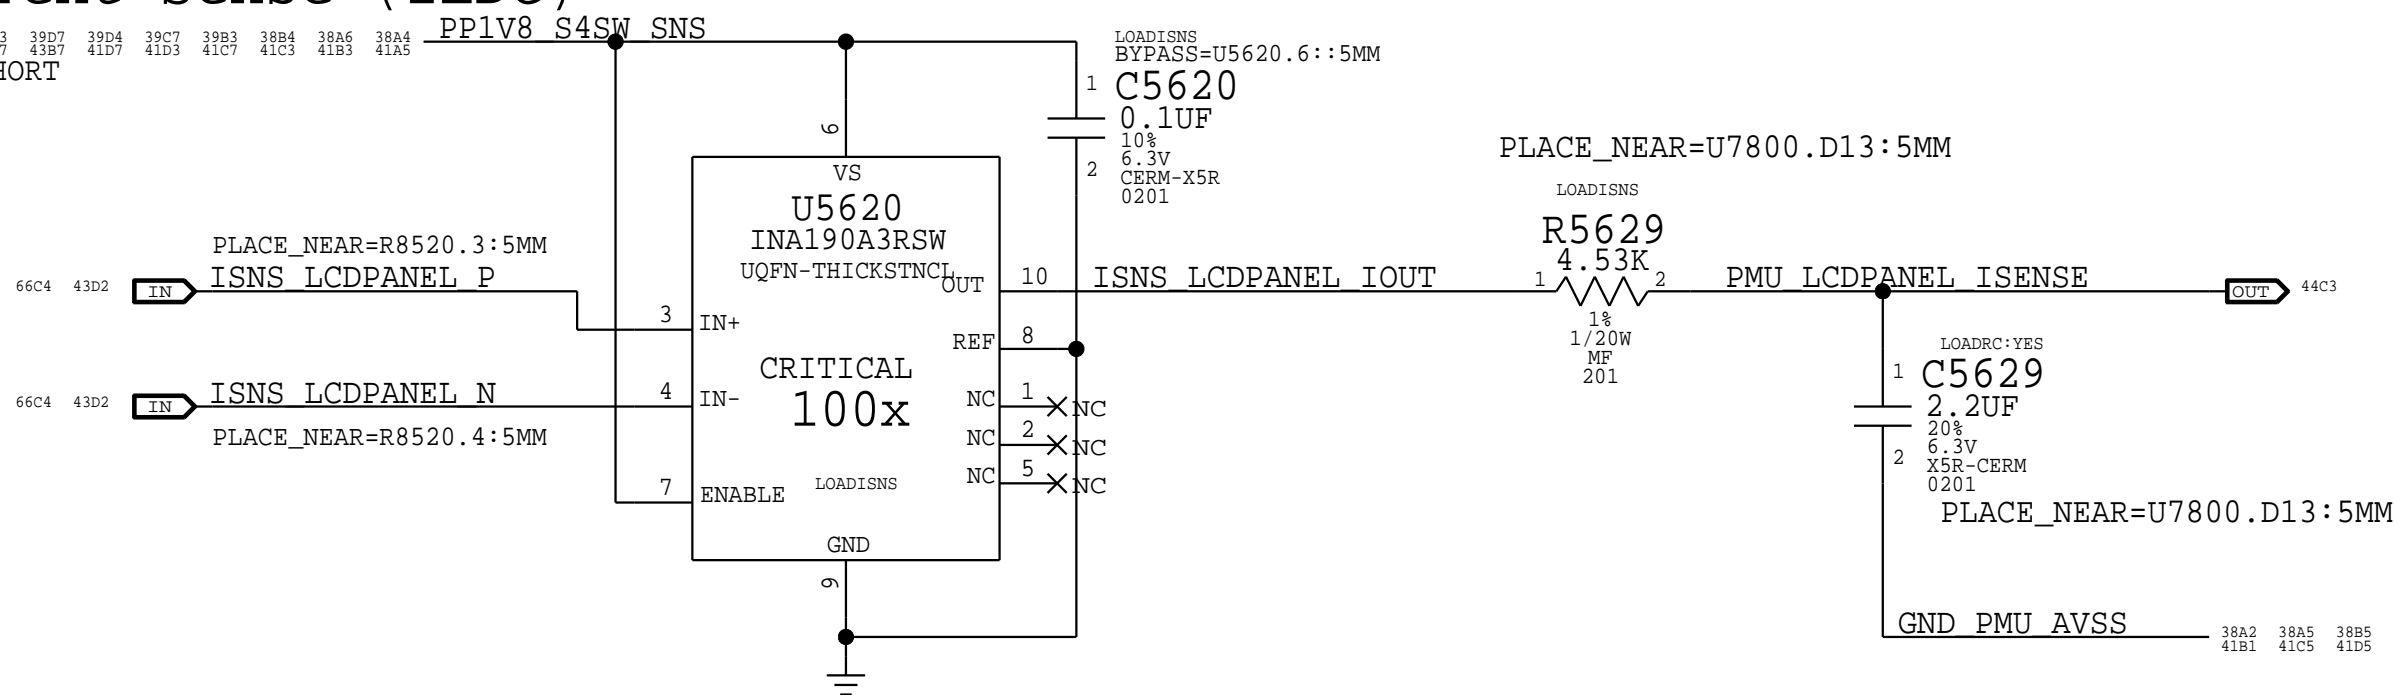 PP1V8_S4SW_SNS
39D7 39D4 39C7 39B3 38B4 38A6 38A4
43B7 41D7 41D3 41C7 41C3 41B3 41A5
LOADISNS
BYPASS=U5620.6::5MM
1
C5620
0.1UF
10%
6.3V
2
CERM-X5R
0201
6
VS
U5620
INA190A3RSW
UQFN-THICKSTNCL
PLACE_NEAR=U7800.D13:5MM
LOADISNS
R5629
4.53K
1 2
1%
1/20W
MF
201
PLACE_NEAR=R8520.3:5MM
66C4 43D2
IN
ISNS_LCDPANEL_P
3
IN+
OUT
10
ISNS_LCDPANEL_IOUT
PMU_LCDPANEL_ISENSE
OUT
44C3
REF
8
CRITICAL
100x
66C4 43D2
IN
ISNS_LCDPANEL_N
4
IN-
PLACE_NEAR=R8520.4:5MM
NC 1 NC
NC 2 NC
NC 5 NC
7
ENABLE
LOADISNS
GND
9
LOADRC:YES
1
C5629
2.2UF
20%
6.3V
2
X5R-CERM
0201
PLACE_NEAR=U7800.D13:5MM
GND_PMU_AVSS
38A2 38A5 38B5
41B1 41C5 41D5